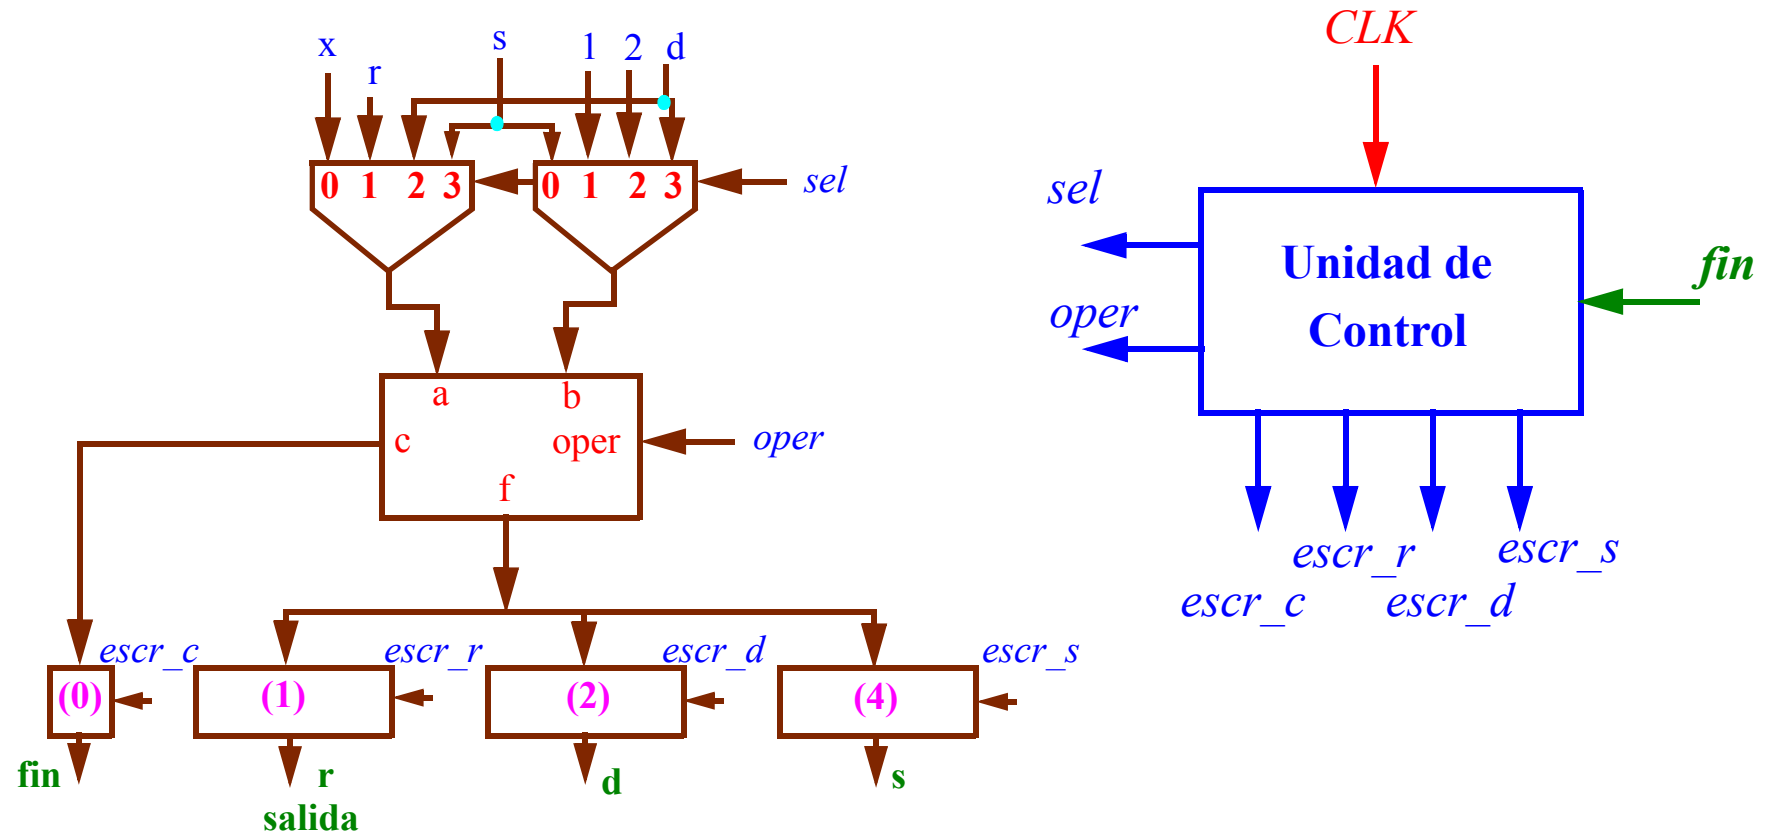 x
r
s
1
2
d
0 1 2 3
0 1 2 3
sel
a
b
c
oper
f
oper
escr_c
escr_r
escr_d
escr_s
(0)
(1)
(2)
(4)
fin
r
salida
d
s
CLK
sel
oper
Unidad de
Control
fin
escr_c
escr_r
escr_d
escr_s